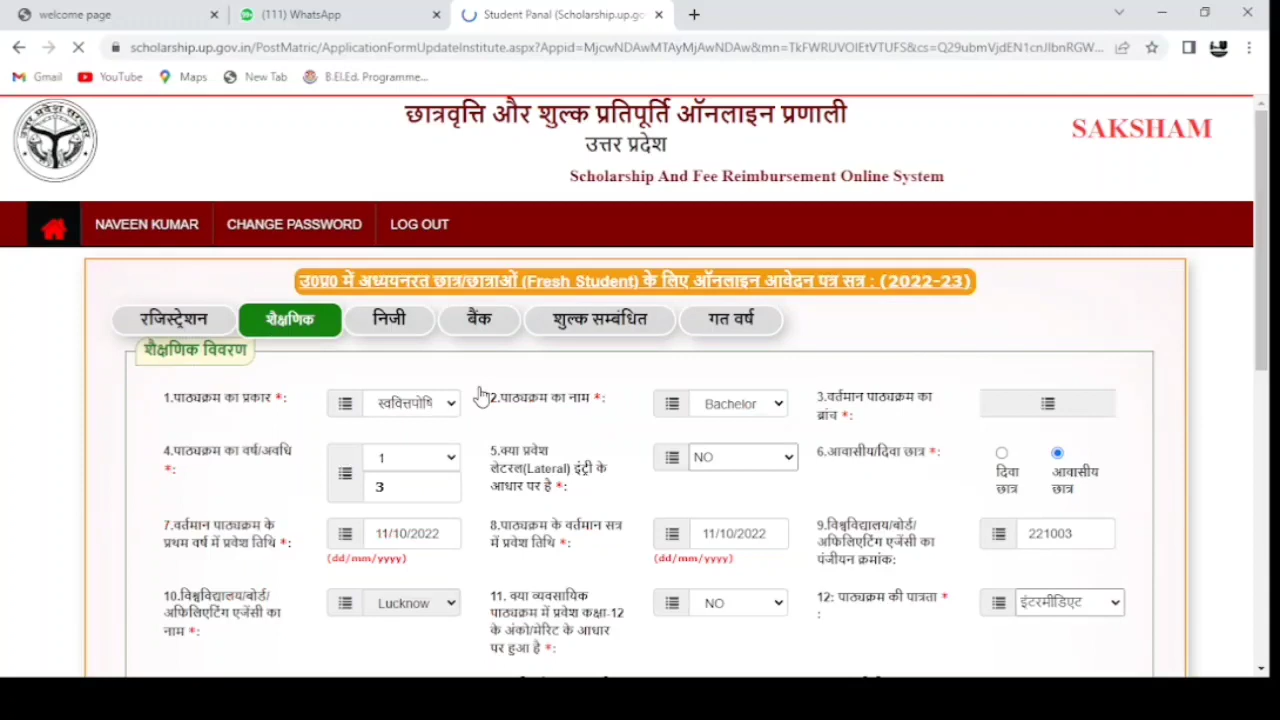 welcome page
(111) WhatsApp
Student Panal (Scholarship.up.go
scholarship.up.gov.in/PostMatric/ApplicationFormUpdateInstitute.aspx?Appid=MjcwNDAwMTAyMjAwNDAw&mn=TkFWRUVOIEtVTUFS&cs=Q29ubmVjdEN1cnJlbnRGW...
Gmail YouTube Maps New Tab B.El.Ed. Programme...
छात्रवृत्ति और शुल्क प्रतिपूर्ति ऑनलाइन प्रणाली
SAKSHAM
उत्तर प्रदेश
Scholarship And Fee Reimbursement Online System
NAVEEN KUMAR CHANGE PASSWORD LOG OUT
उ0प्र0 में अध्ययनरत छात्र/छात्राओं (Fresh Student) के लिए ऑनलाइन आवेदन पत्र सत्र : (2022-23)
रजिस्ट्रेशन शैक्षणिक निजी बैंक शुल्क सम्बंधित गत वर्ष
शैक्षणिक विवरण
1.पाठ्यक्रम का प्रकार *:
स्ववित्तपोषि
2.पाठ्यक्रम का नाम *:
Bachelor
3.वर्तमान पाठ्यक्रम का
ब्रांच *:
4.पाठ्यक्रम का वर्ष/अवधि
*:
1
3
5.क्या प्रवेश
लेटरल(Lateral) इंट्री के
आधार पर है *:
NO
6.आवासीय/दिवा छात्र *:
दिवा
छात्र
आवासीय
छात्र
7.वर्तमान पाठ्यक्रम के
प्रथम वर्ष में प्रवेश तिथि *:
11/10/2022
(dd/mm/yyyy)
8.पाठ्यक्रम के वर्तमान सत्र
में प्रवेश तिथि *:
11/10/2022
(dd/mm/yyyy)
9.विश्वविद्यालय/बोर्ड/
अफिलिएटिंग एजेंसी का
पंजीयन क्रमांक:
221003
10.विश्वविद्यालय/बोर्ड/
अफिलिएटिंग एजेंसी का
नाम *:
Lucknow
11. क्या व्यवसायिक
पाठ्यक्रम में प्रवेश कक्षा-12
के अंको/मेरिट के आधार
पर हुआ है *:
NO
12: पाठ्यक्रम की पात्रता *
:
इंटरमीडिएट